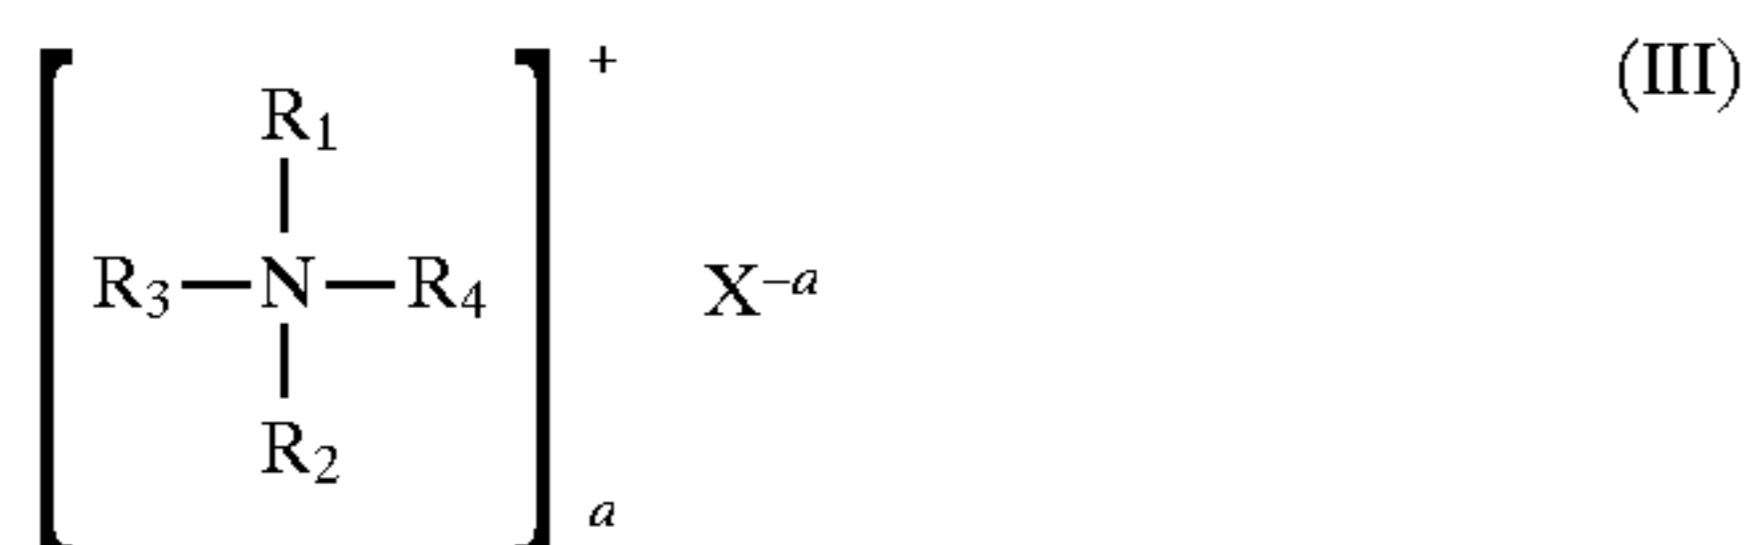 + (III)
R₁
R₃—N—R₄ X⁻ᵃ
R₂
a